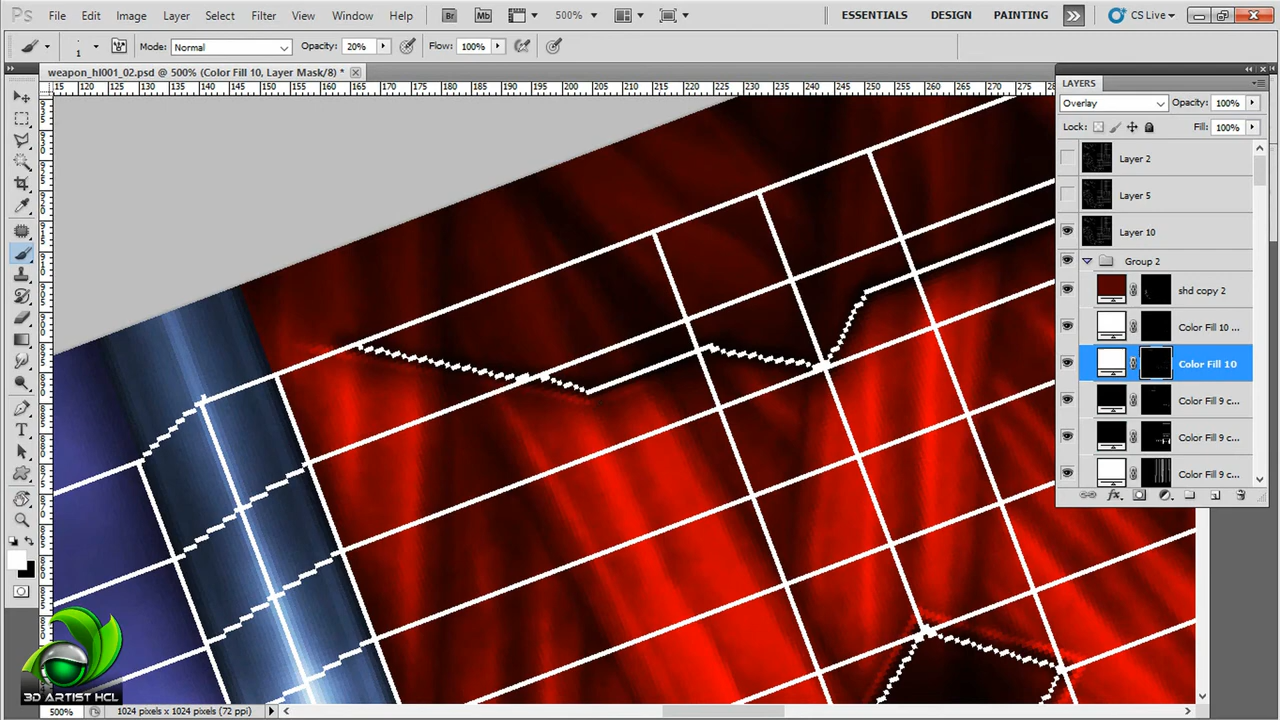 Ps File Edit Image Layer Select Filter View Window Help Br Mb 500% ESSENTIALS DESIGN PAINTING CS Live
1 Mode: Normal Opacity: 20% Flow: 100%
weapon_hl001_02.psd @ 500% (Color Fill 10, Layer Mask/8) *
LAYERS
Overlay Opacity: 100%
Lock: Fill: 100%
Layer 2
Layer 5
Layer 10
Group 2
shd copy 2
Color Fill 10 ...
Color Fill 10
Color Fill 9 c...
Color Fill 9 c...
Color Fill 9 c...
3D ARTIST HCL
500% 1024 pixels x 1024 pixels (72 ppi)